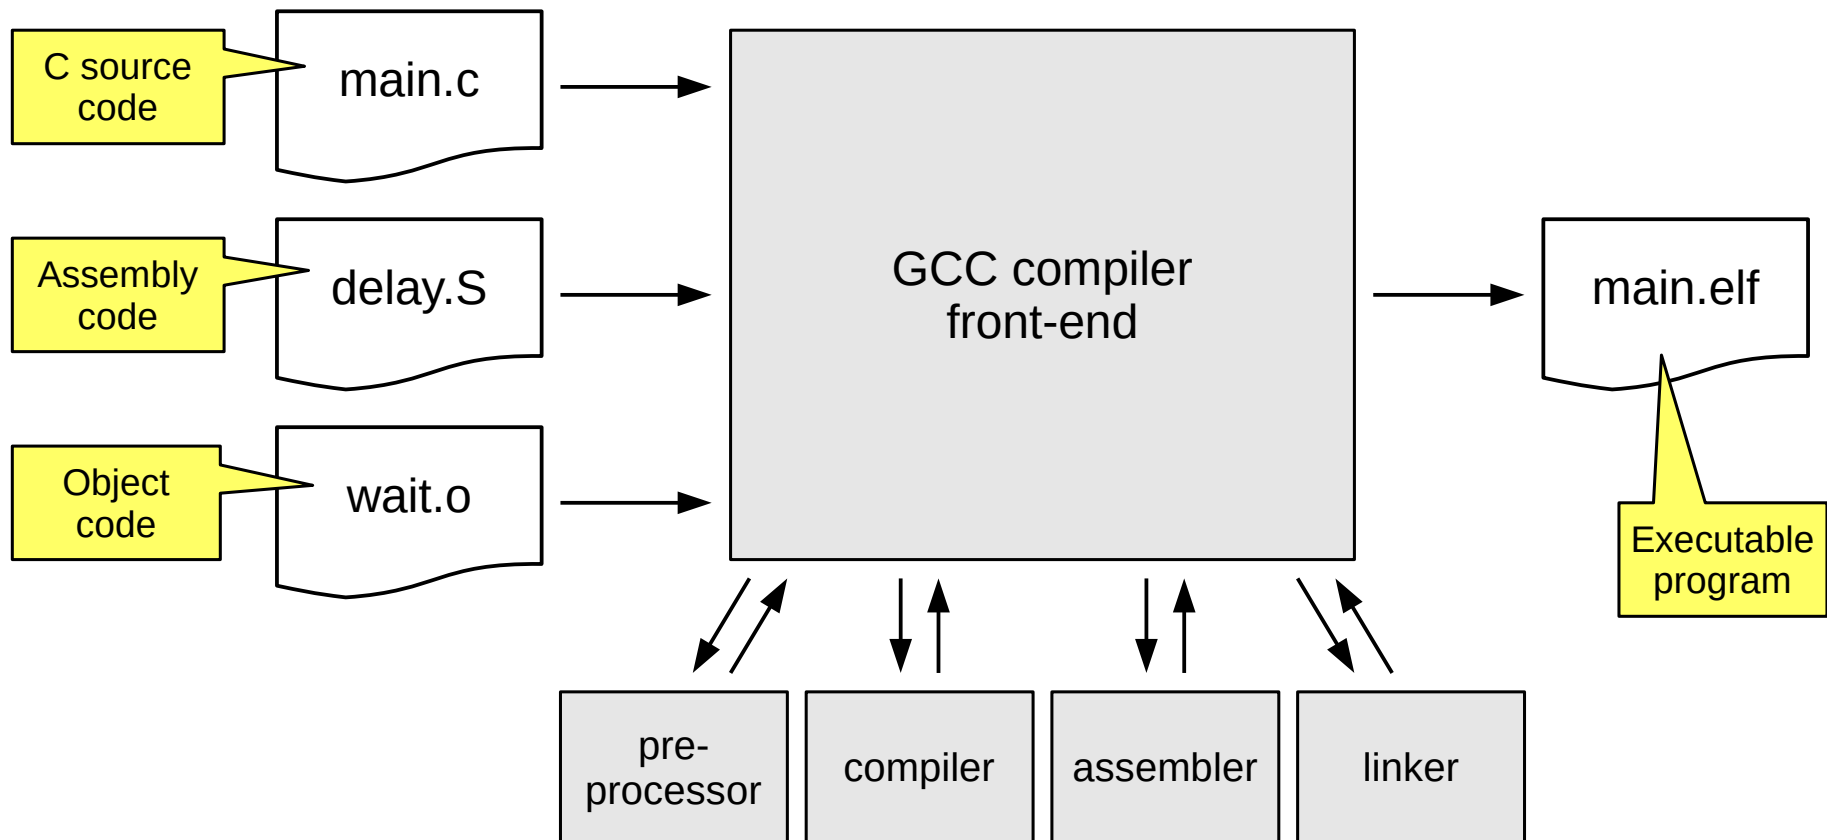 C source
code
main.c
Assembly
code
delay.S
Object
code
wait.o
GCC compiler
front-end
main.elf
Executable
program
pre-
processor
compiler
assembler
linker